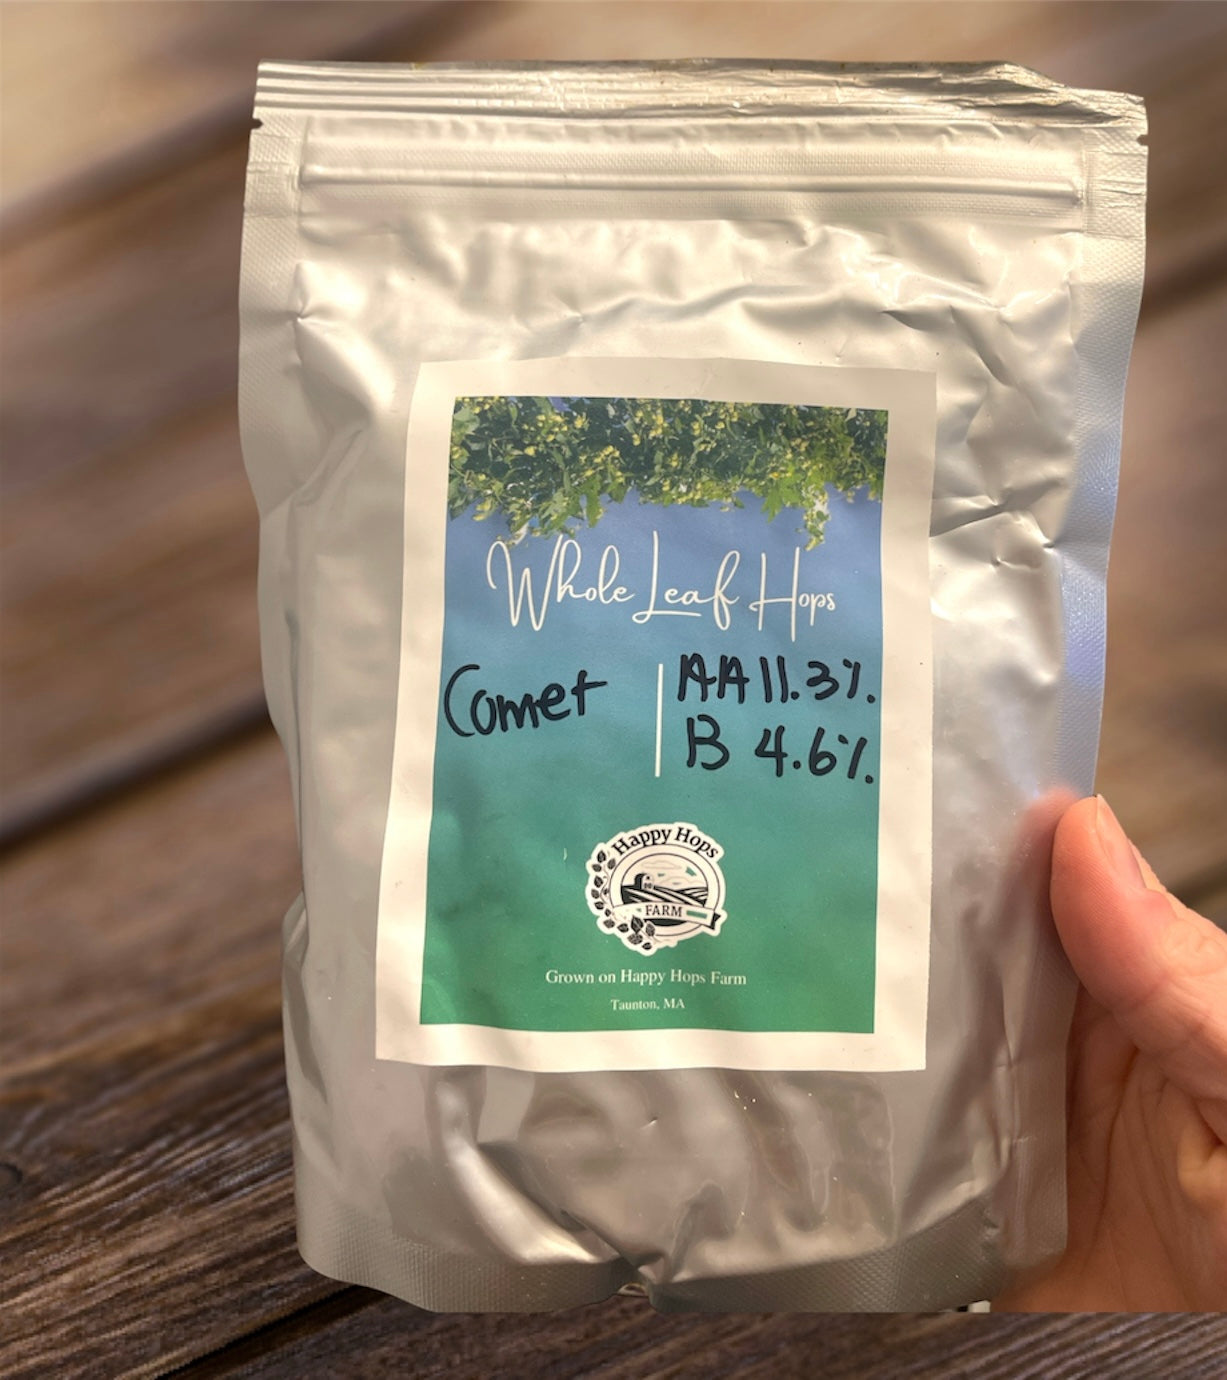 Whole Leaf Hops
Comet
AA 11.3%.
B 4.6%.
Happy Hops
FARM
Grown on Happy Hops Farm
Taunton, MA